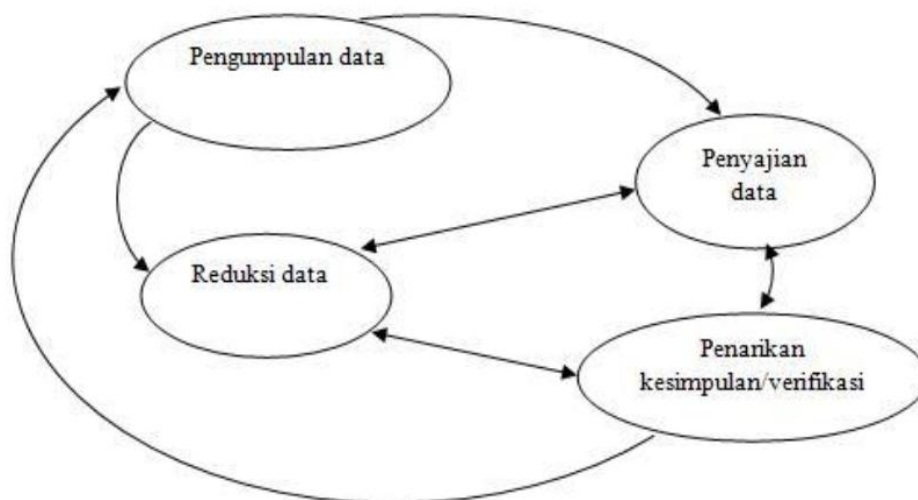 Pengumpulan data
Penyajian
data
Reduksi data
Penarikan
kesimpulan/verifikasi